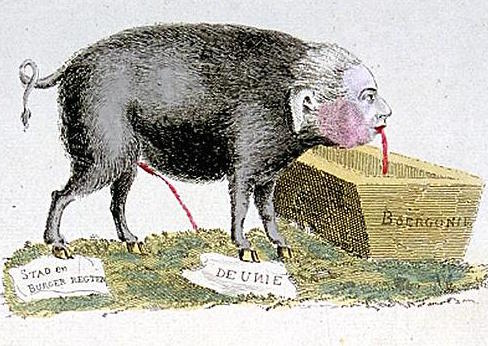 BOERGONIE
STAD en
BURGER REGTEN
DE UNIE